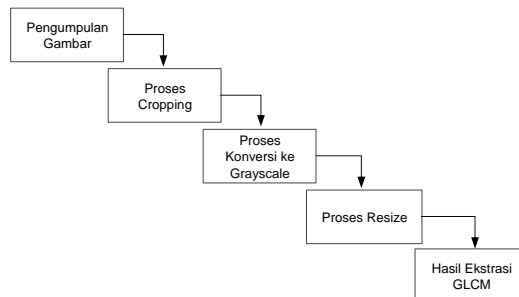 Pengumpulan
Gambar
Proses
Cropping
Proses
Konversi ke
Grayscale
Proses Resize
Hasil Ekstrasi
GLCM